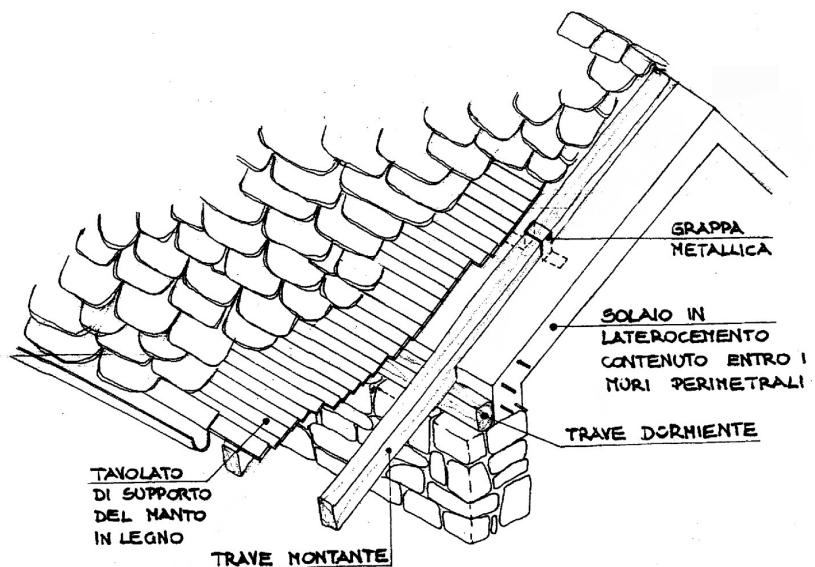 GRAPPA
METALLICA
SOLAIO IN
LATEROCEMENTO
CONTENUTO ENTRO I
MURI PERIMETRALI
TRAVE DORMIENTE
TAVOLATO
DI SUPPORTO
DEL MANTO
IN LEGNO
TRAVE MONTANTE